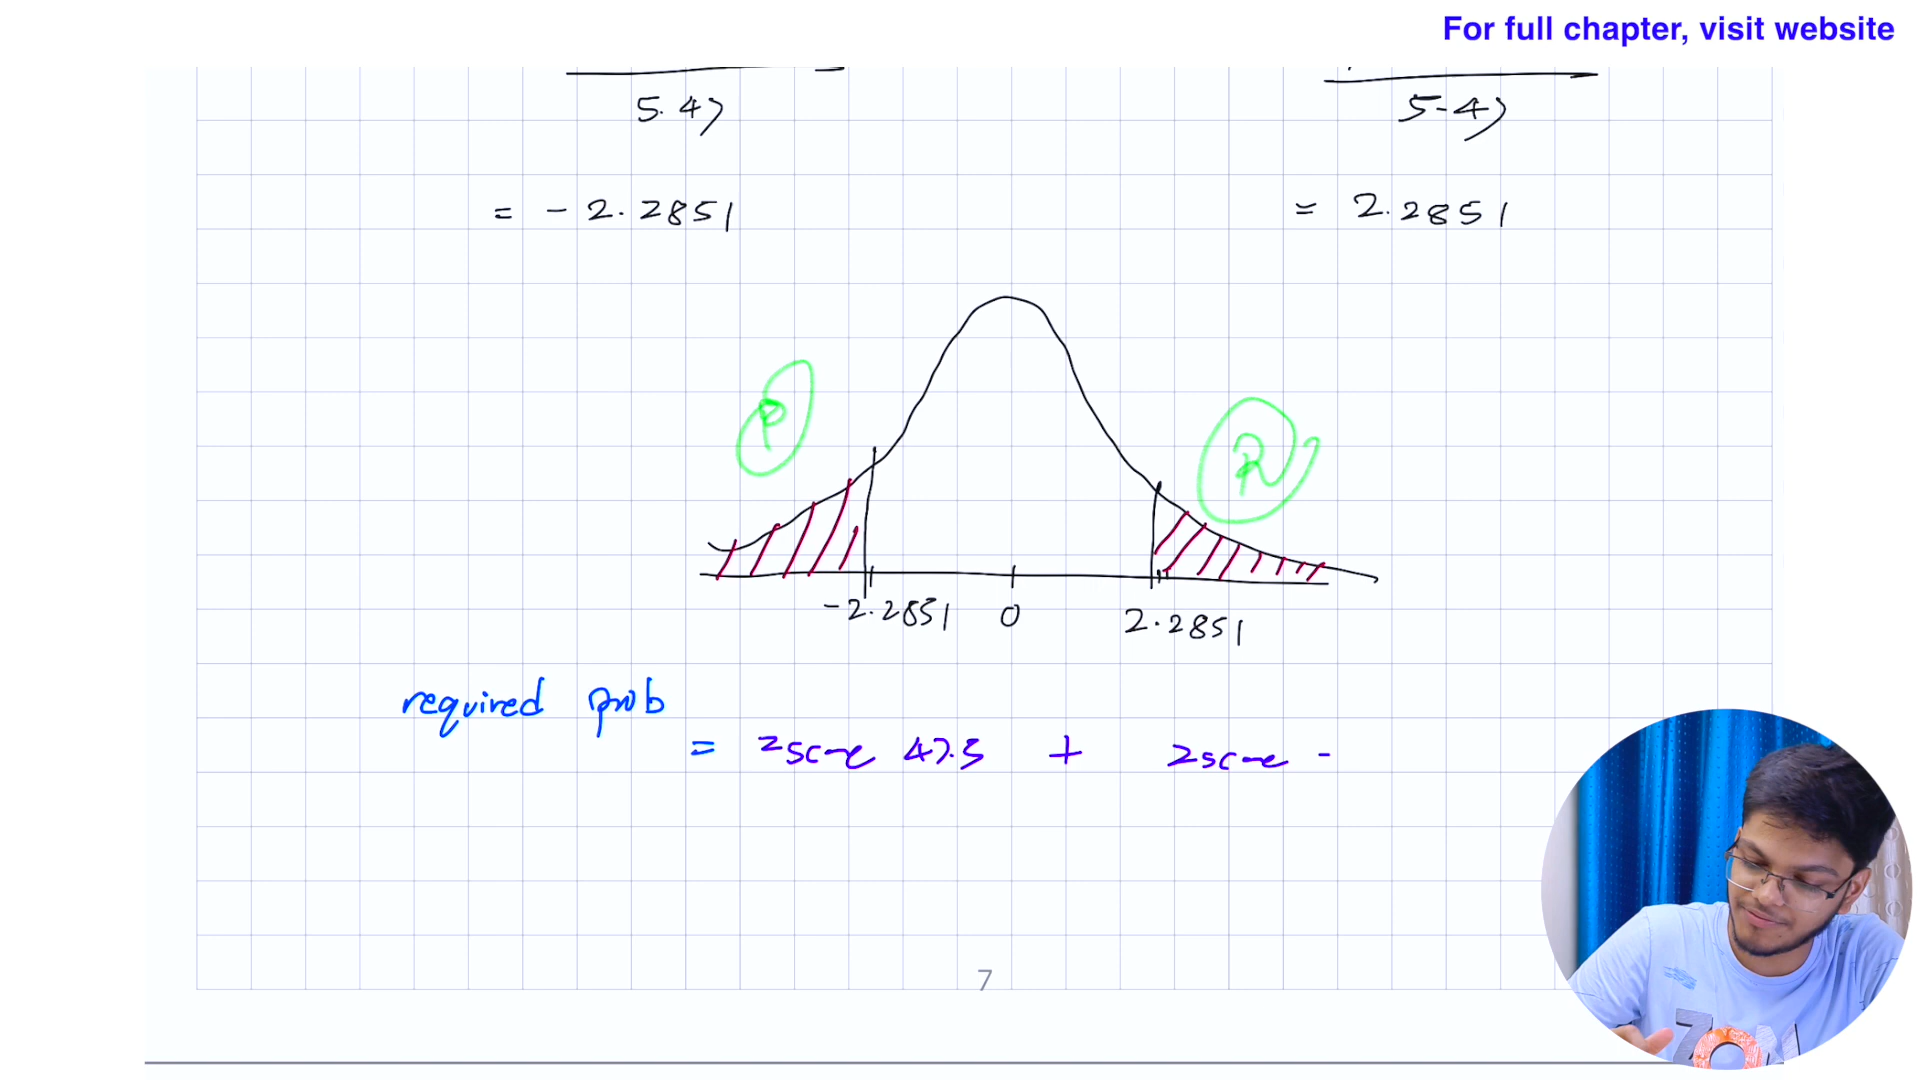 For full chapter, visit website
5.47
5.47
= - 2.2851
= 2.2851
P
R
-2.2851 0 2.2851
required prob
= zscore 47.5 + zscore -
7